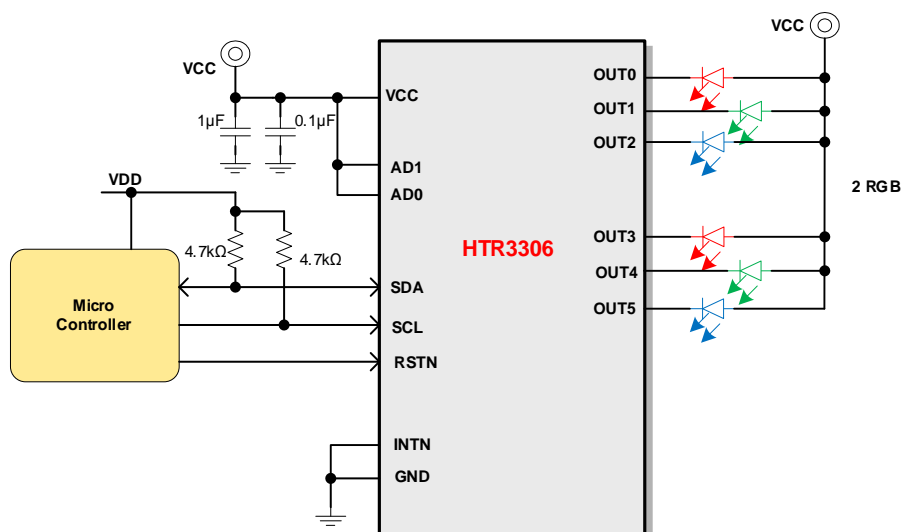 VCC
1µF
0.1µF
VDD
4.7kΩ
4.7kΩ
Micro
Controller
VCC
AD1
AD0
SDA
SCL
RSTN
INTN
GND
HTR3306
OUT0
OUT1
OUT2
OUT3
OUT4
OUT5
VCC
2 RGB